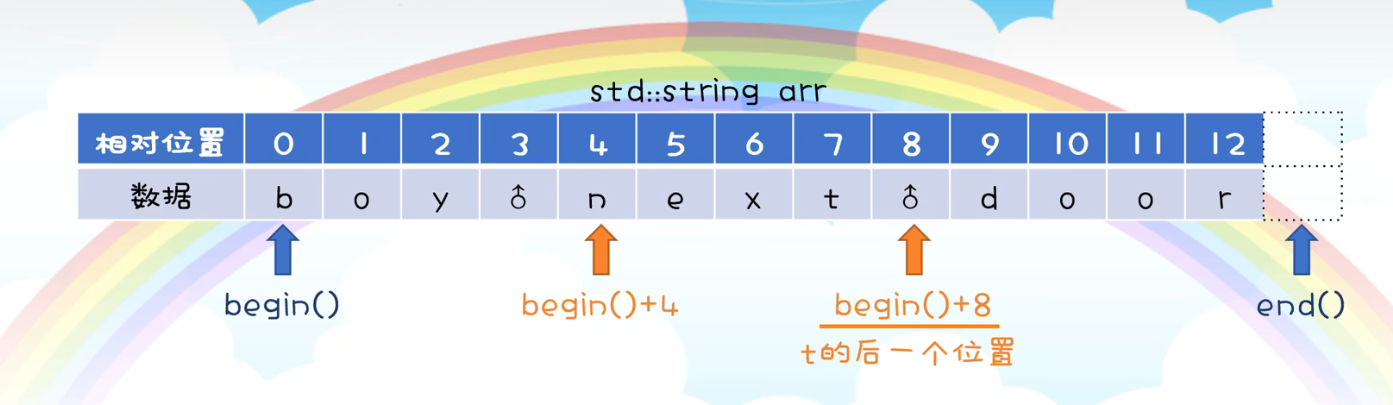 std::string arr
相对位置 0 1 2 3 4 5 6 7 8 9 10 11 12
数据 b o y ♂ n e x t ♂ d o o r
begin() begin()+4 begin()+8 end()
t的后一个位置